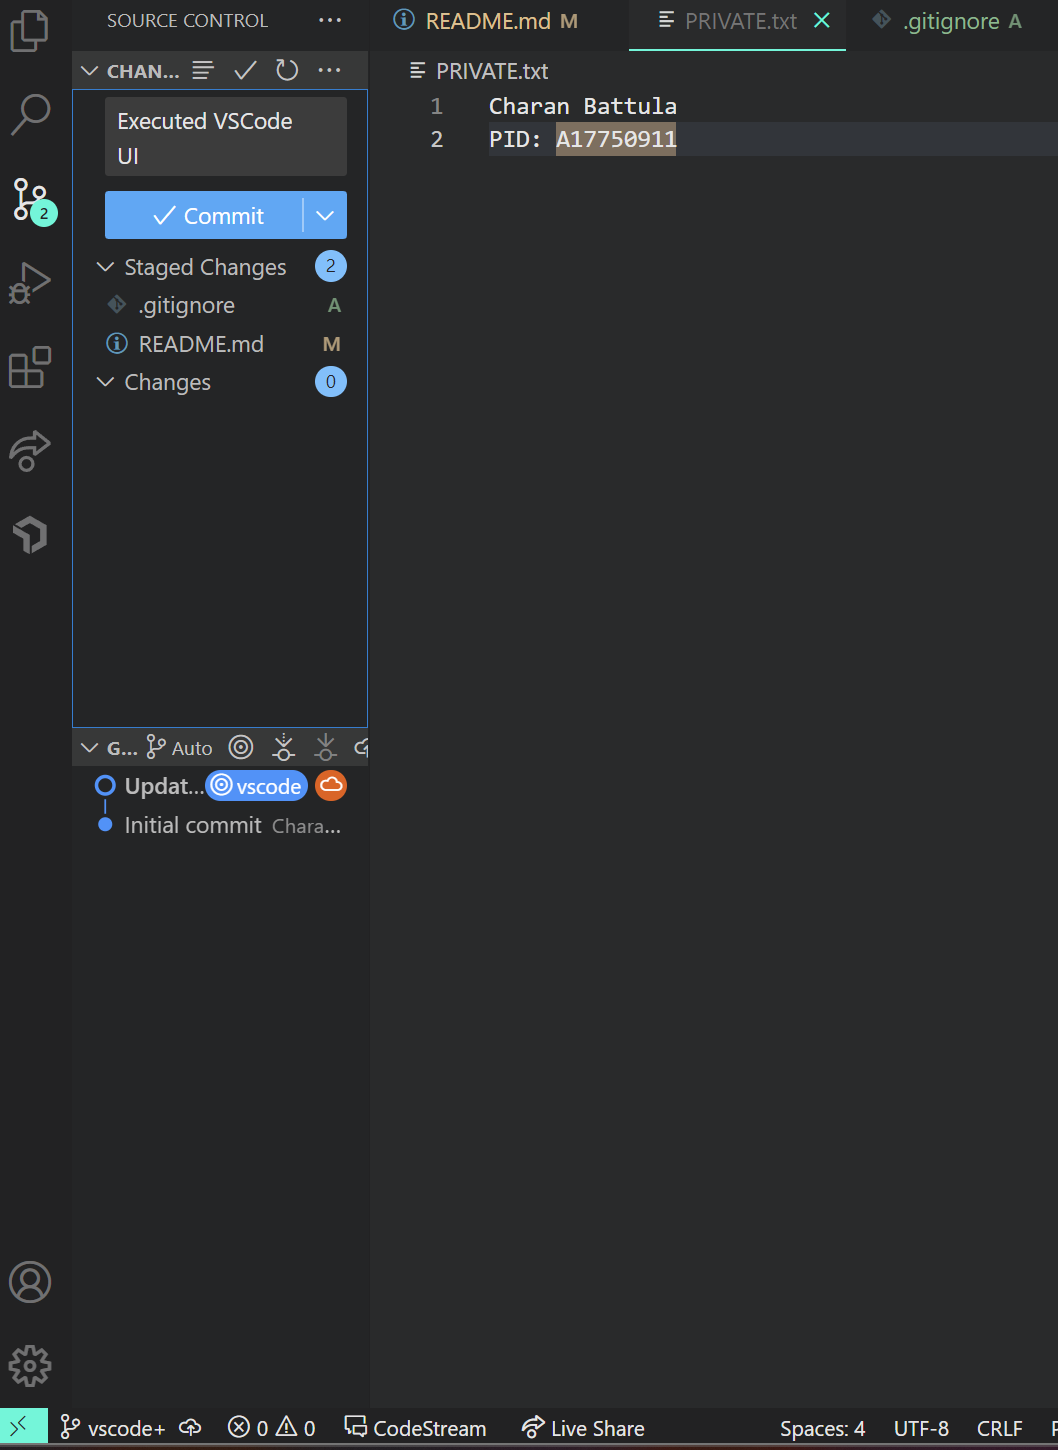 SOURCE CONTROL ...
README.md M
PRIVATE.txt
.gitignore A
CHAN...
PRIVATE.txt
1 Charan Battula
2 PID: A17750911
Executed VSCode
UI
Commit
Staged Changes 2
.gitignore A
README.md M
Changes 0
2
G... Auto
Updat... vscode
Initial commit Chara...
vscode+ 0 0 CodeStream Live Share Spaces: 4 UTF-8 CRLF